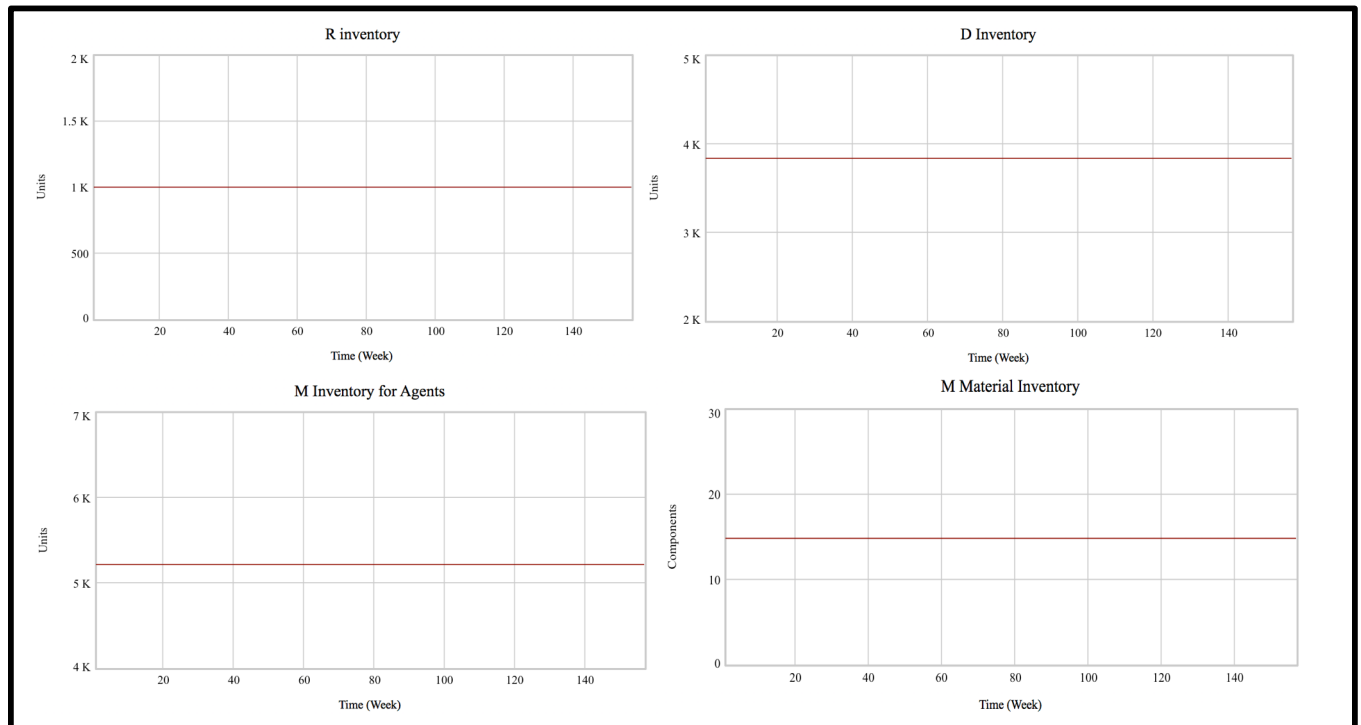 R inventory
2 K
1.5 K
1 K
500
0
Units
20 40 60 80 100 120 140
Time (Week)
D Inventory
5 K
4 K
3 K
2 K
Units
20 40 60 80 100 120 140
Time (Week)
M Inventory for Agents
7 K
6 K
5 K
4 K
Units
20 40 60 80 100 120 140
Time (Week)
M Material Inventory
30
20
10
0
Components
20 40 60 80 100 120 140
Time (Week)